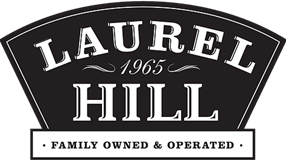 LAUREL
1965
HILL
· FAMILY OWNED & OPERATED ·